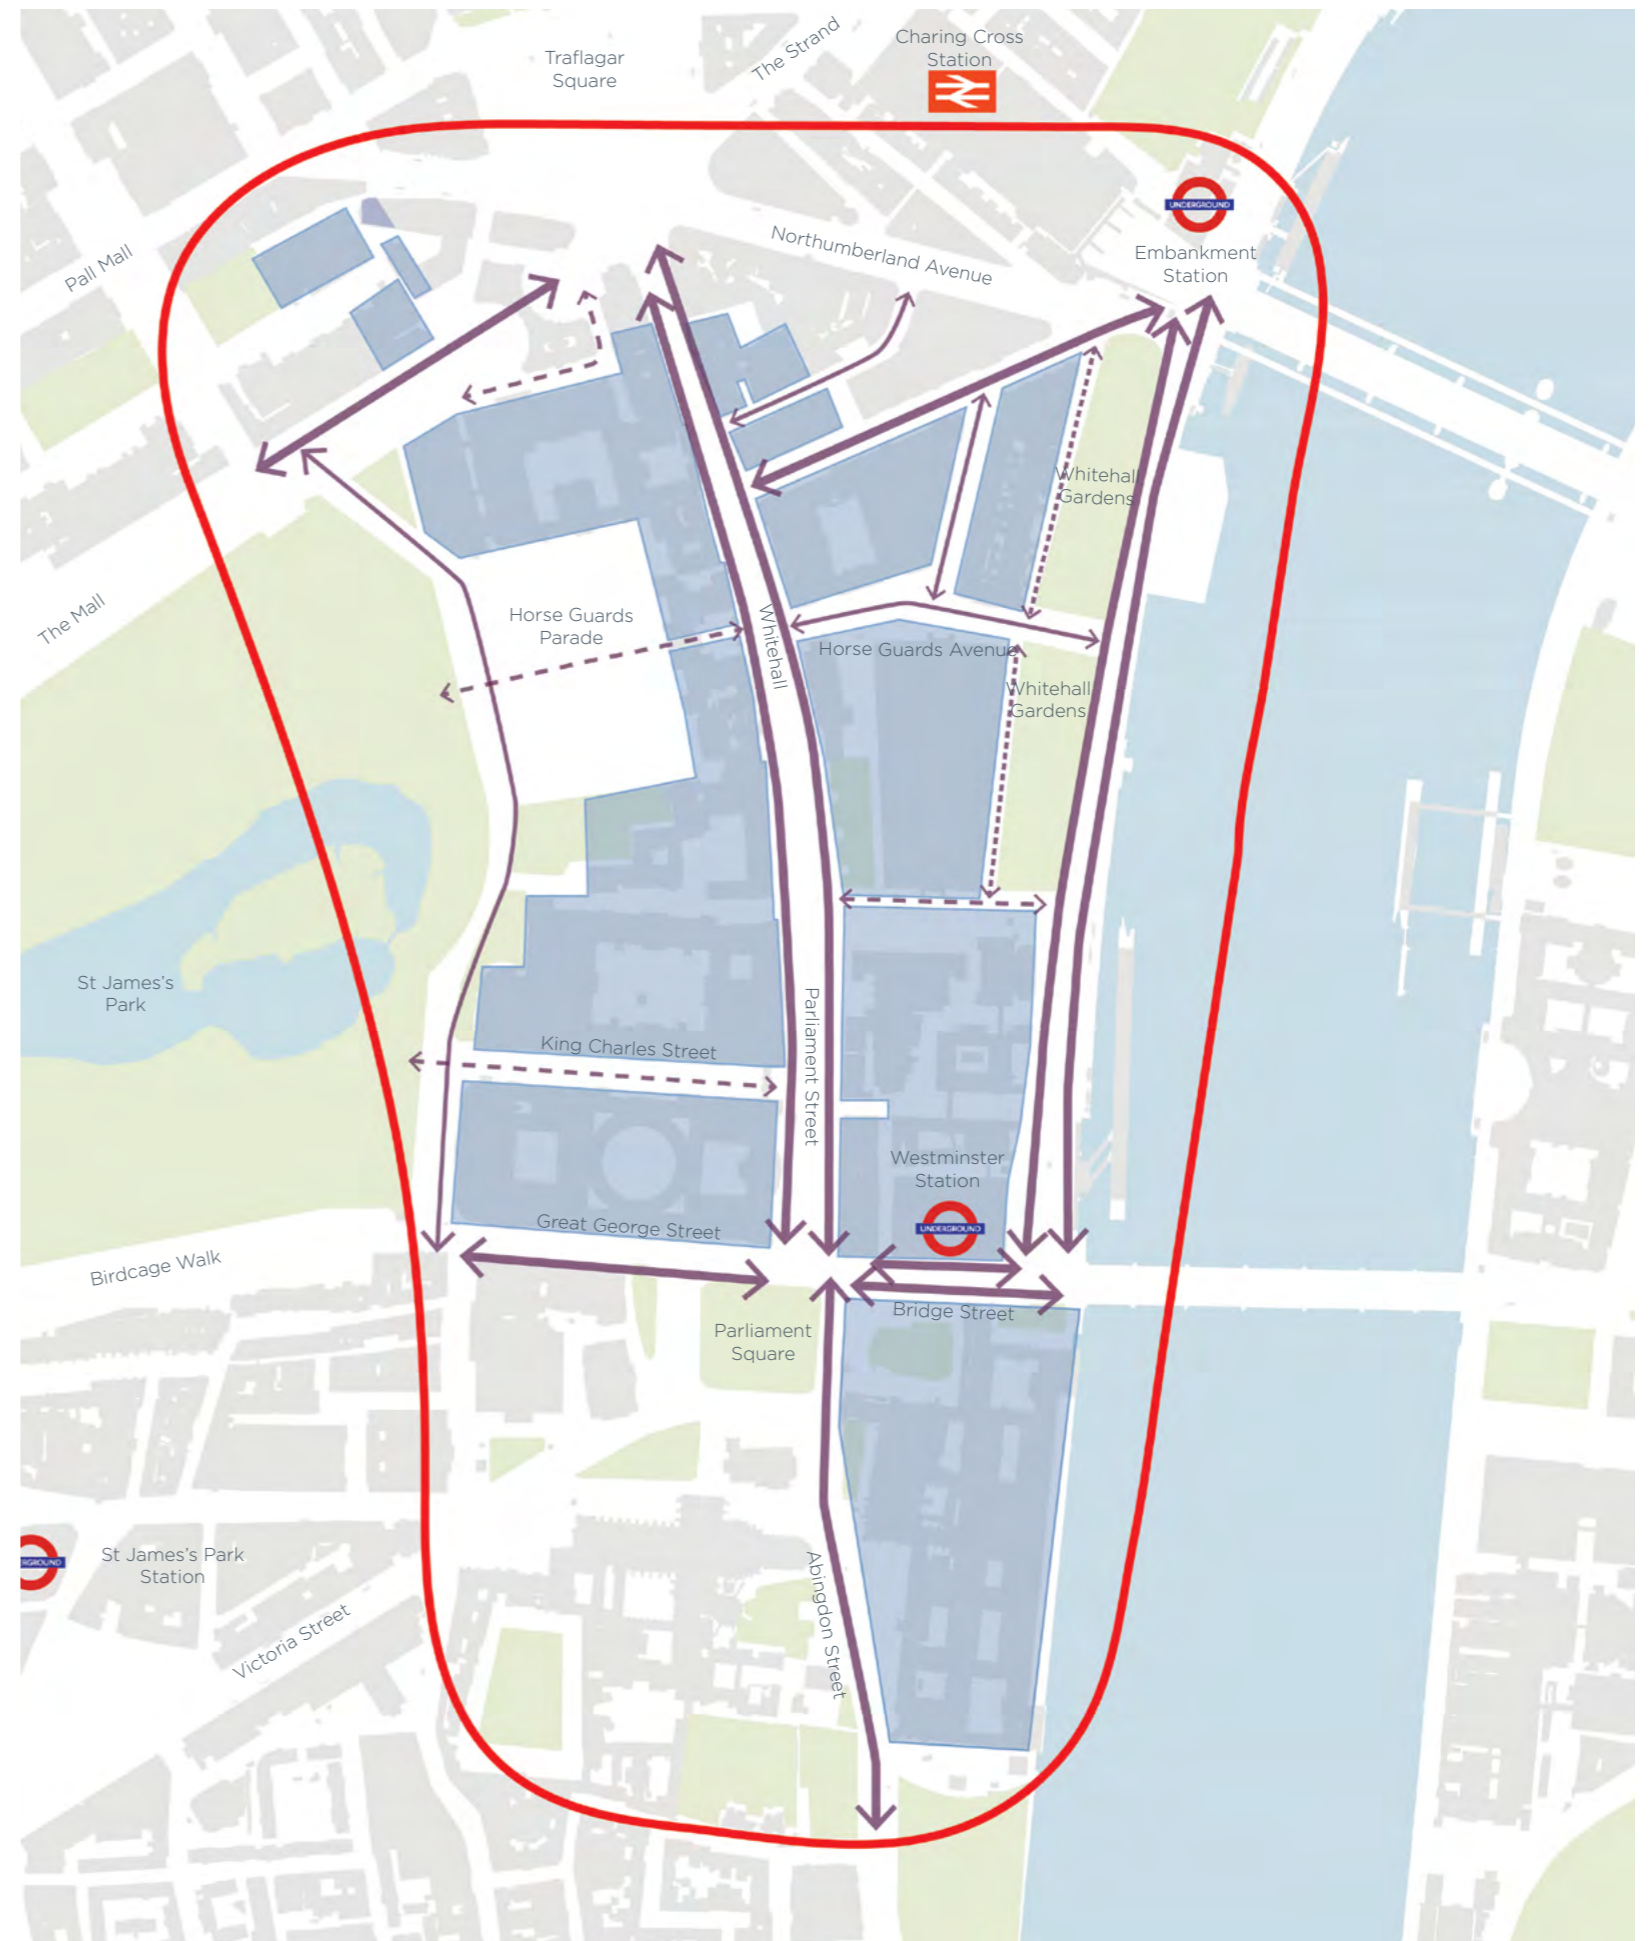 Traflagar
Square
The Strand
Charing Cross
Station
UNDERGROUND
Embankment
Station
Northumberland Avenue
Pall Mall
Whitehall
Gardens
The Mall
Horse Guards
Parade
Whitehall
Horse Guards Avenue
Whitehall
Gardens
St James's
Park
King Charles Street
Parliament Street
Westminster
Station
UNDERGROUND
Great George Street
Birdcage Walk
Bridge Street
Parliament
Square
RGROUND
St James's Park
Station
Abingdon Street
Victoria Street